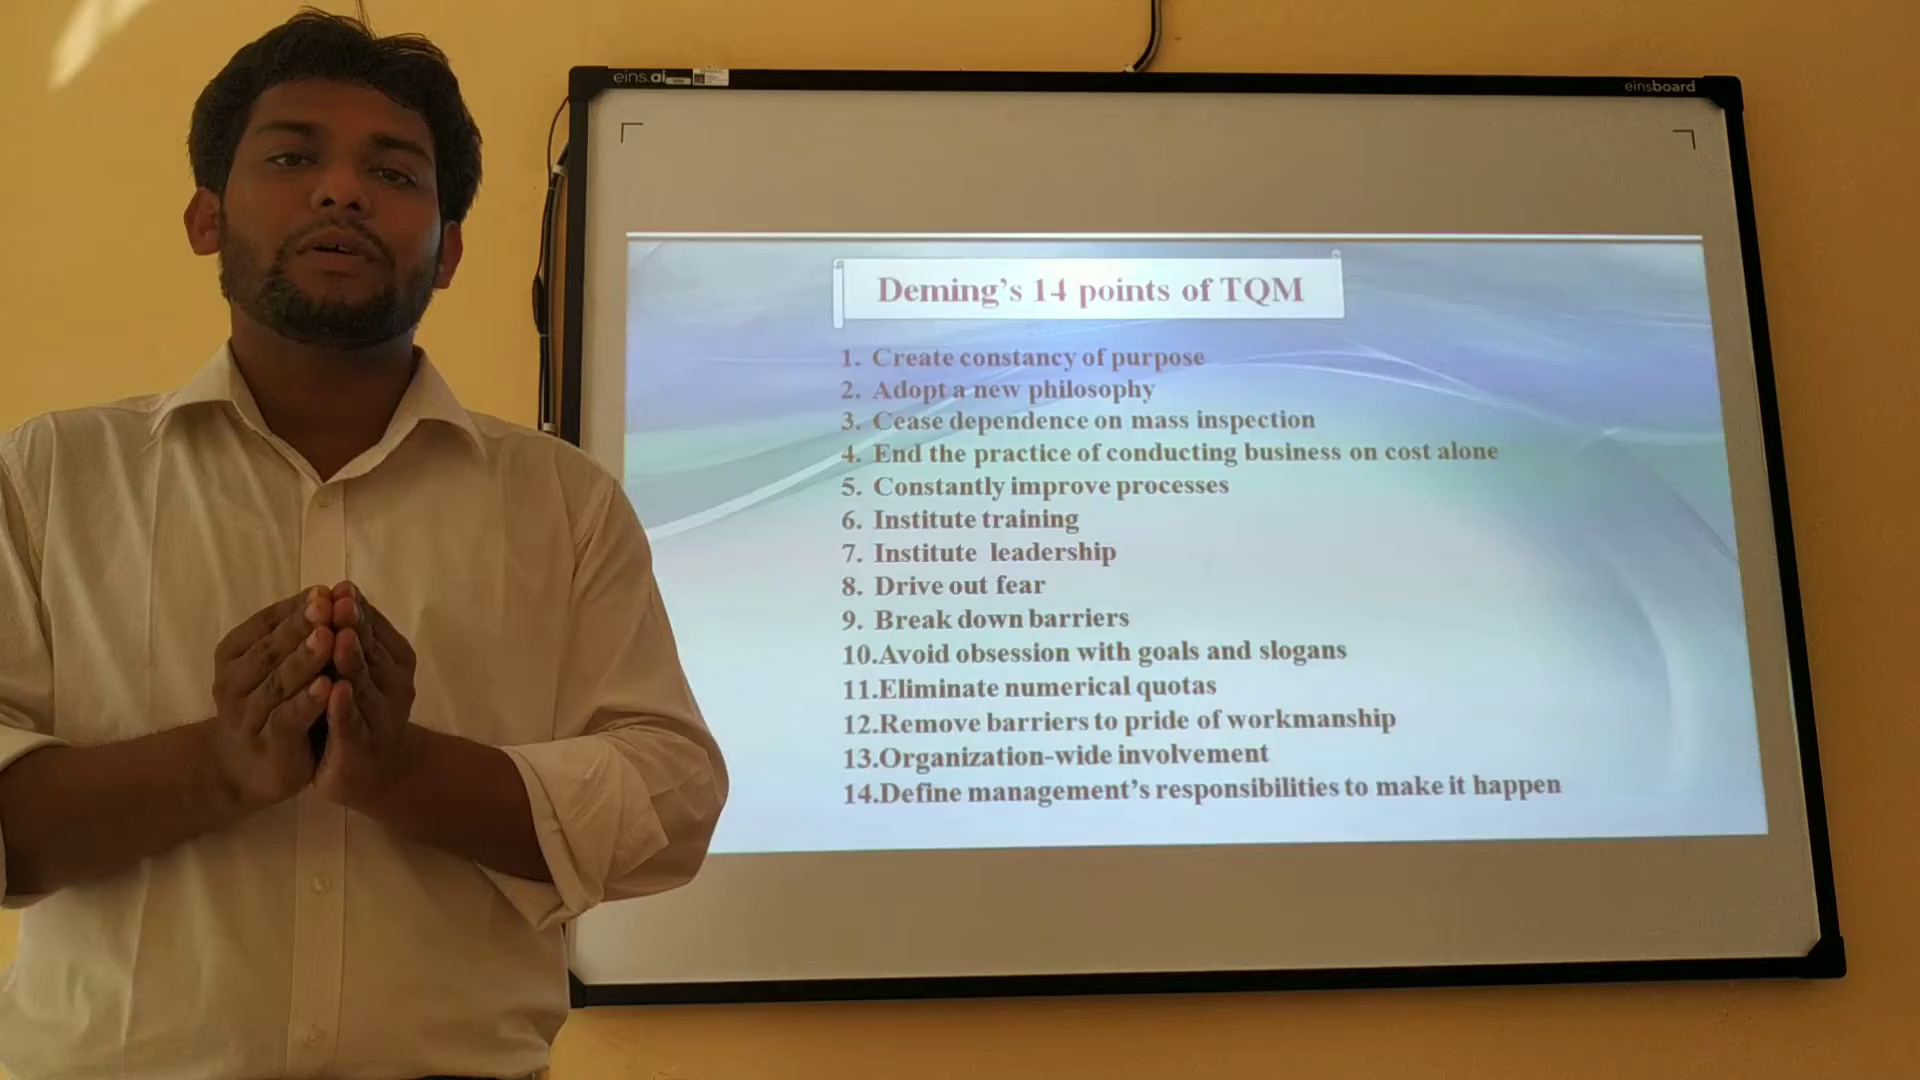 eins.ai
einsboard
Deming's 14 points of TQM
1. Create constancy of purpose
2. Adopt a new philosophy
3. Cease dependence on mass inspection
4. End the practice of conducting business on cost alone
5. Constantly improve processes
6. Institute training
7. Institute leadership
8. Drive out fear
9. Break down barriers
10.Avoid obsession with goals and slogans
11.Eliminate numerical quotas
12.Remove barriers to pride of workmanship
13.Organization-wide involvement
14.Define management's responsibilities to make it happen